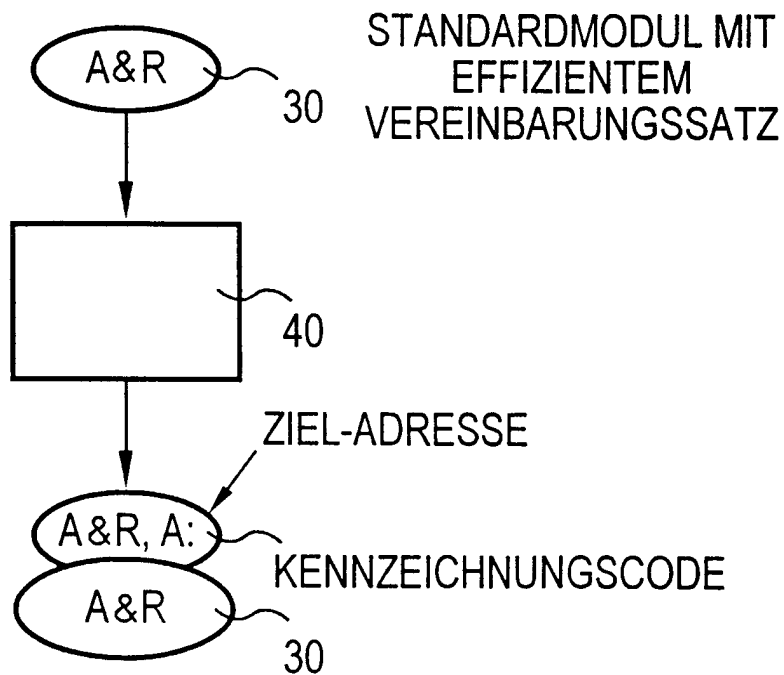 A&R
30
STANDARDMODUL MIT
EFFIZIENTEM
VEREINBARUNGSSATZ
40
ZIEL-ADRESSE
A&R, A:
KENNZEICHNUNGSCODE
A&R
30